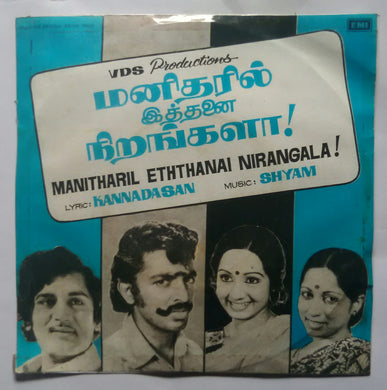 EMI
VDS Productions
மனிதரில்
இத்தனை
நிறங்களா!
MANITHARIL ETHTHANAI NIRANGALA!
LYRIC: KANNADASAN MUSIC: SHYAM